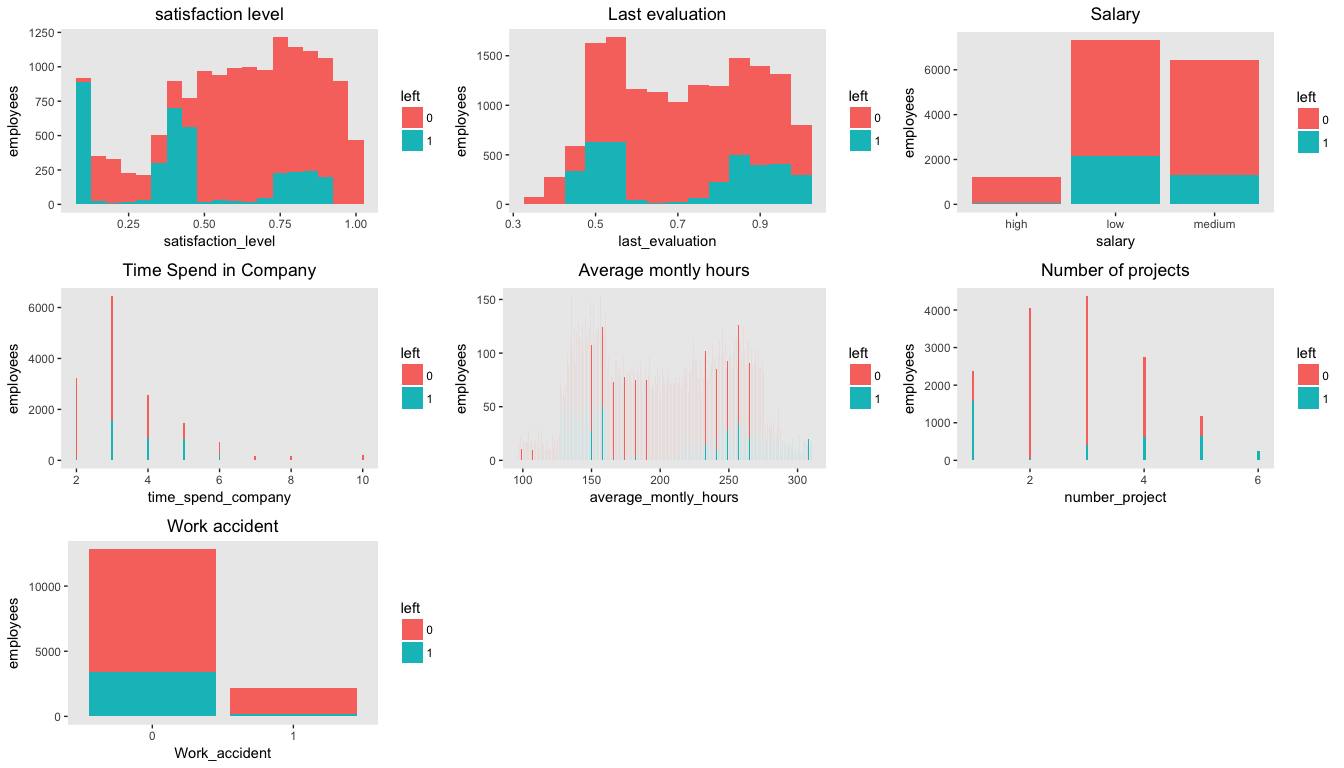 satisfaction level
employees
1250
1000
750
500
250
0
0.25 0.50 0.75 1.00
satisfaction_level
left
0
1
Last evaluation
employees
1500
1000
500
0
0.3 0.5 0.7 0.9
last_evaluation
left
0
1
Salary
employees
6000
4000
2000
0
high low medium
salary
left
0
1
Time Spend in Company
employees
6000
4000
2000
0
2 4 6 8 10
time_spend_company
left
0
1
Average montly hours
employees
150
100
50
0
100 150 200 250 300
average_montly_hours
left
0
1
Number of projects
employees
4000
3000
2000
1000
0
2 4 6
number_project
left
0
1
Work accident
employees
10000
5000
0
0 1
Work_accident
left
0
1